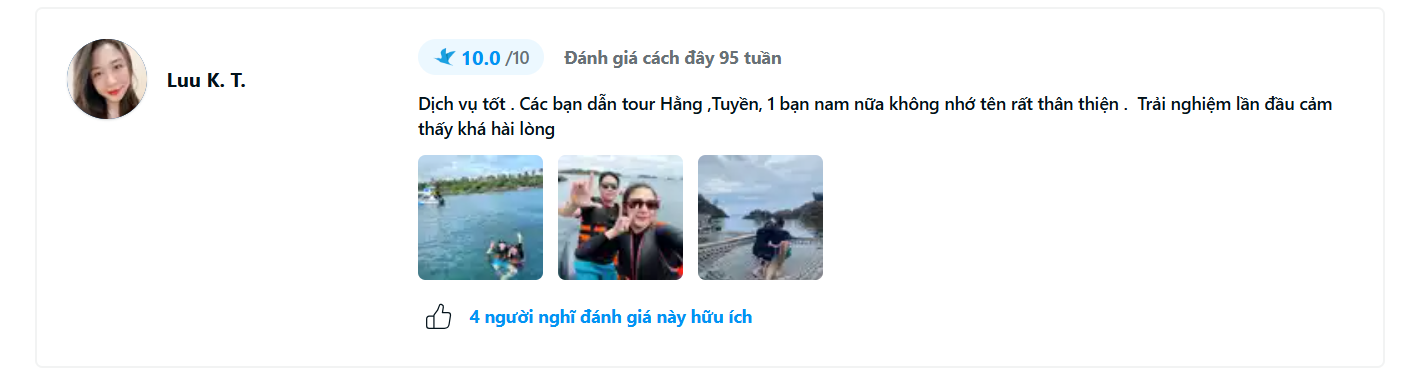 Luu K. T.
10.0 /10
Đánh giá cách đây 95 tuần
Dịch vụ tốt . Các bạn dẫn tour Hằng ,Tuyền, 1 bạn nam nữa không nhớ tên rất thân thiện .  Trải nghiệm lần đầu cảm
thấy khá hài lòng
4 người nghĩ đánh giá này hữu ích